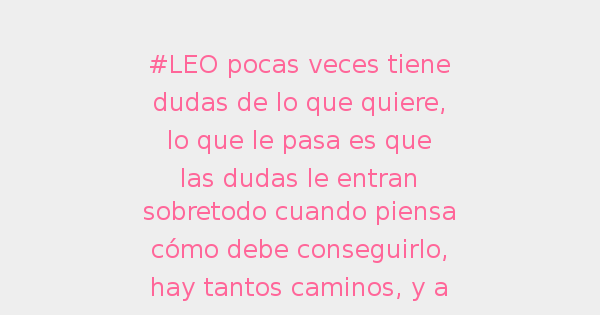 #LEO pocas veces tiene
dudas de lo que quiere,
lo que le pasa es que
las dudas le entran
sobretodo cuando piensa
cómo debe conseguirlo,
hay tantos caminos, y a